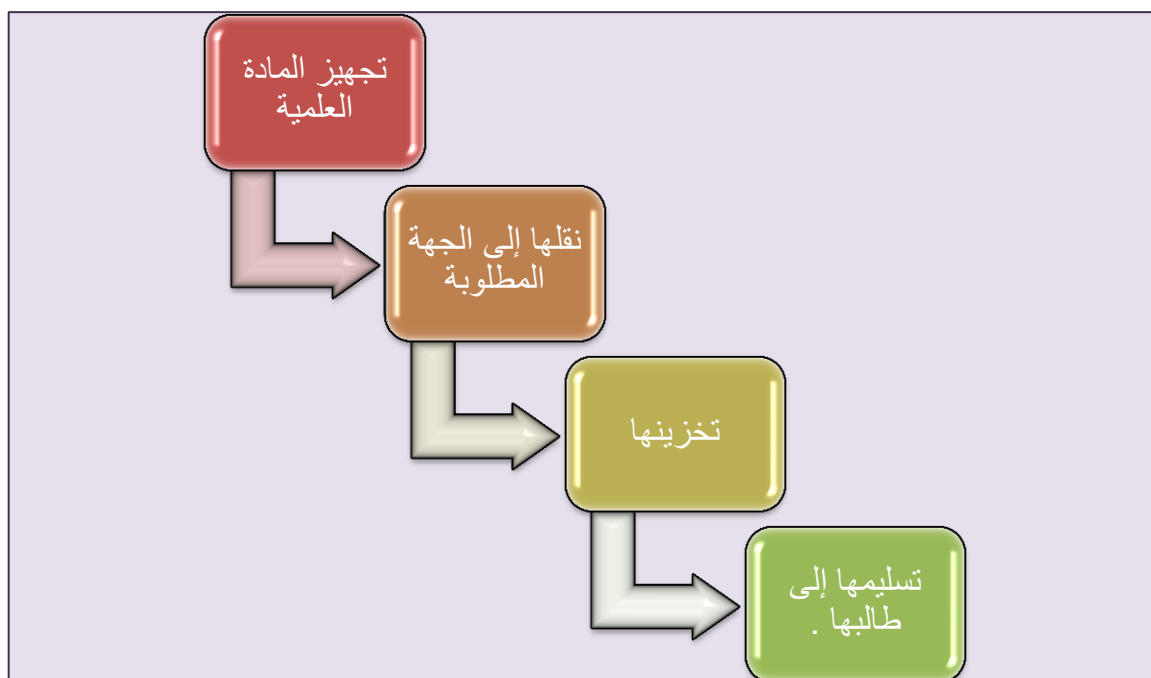 تجهيز المادة
العلمية
نقلها إلى الجهة
المطلوبة
تخزينها
تسليمها إلى
طالبها .